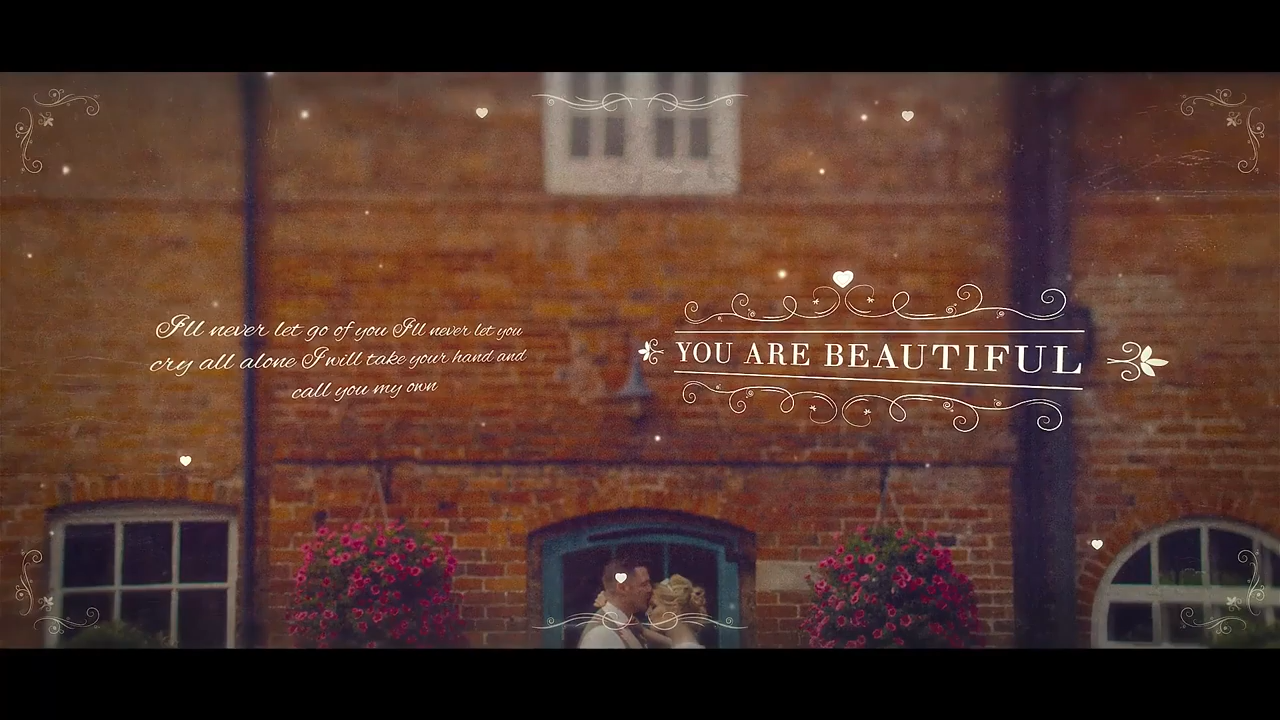 I'll never let go of you I'll never let you
cry all alone I will take your hand and
call you my own
YOU ARE BEAUTIFUL